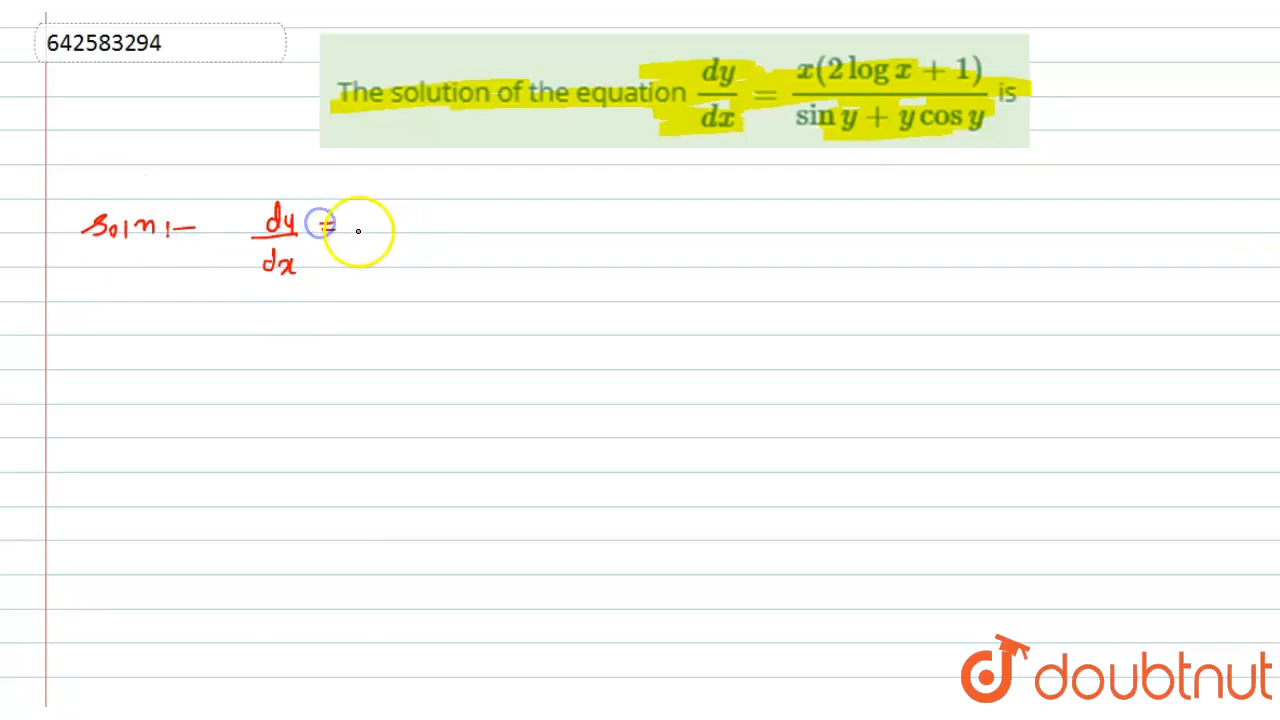 642583294
The solution of the equation dy/dx = x(2 log x + 1)/(sin y + y cos y) is
Soln:- dy/dx =
doubtnut